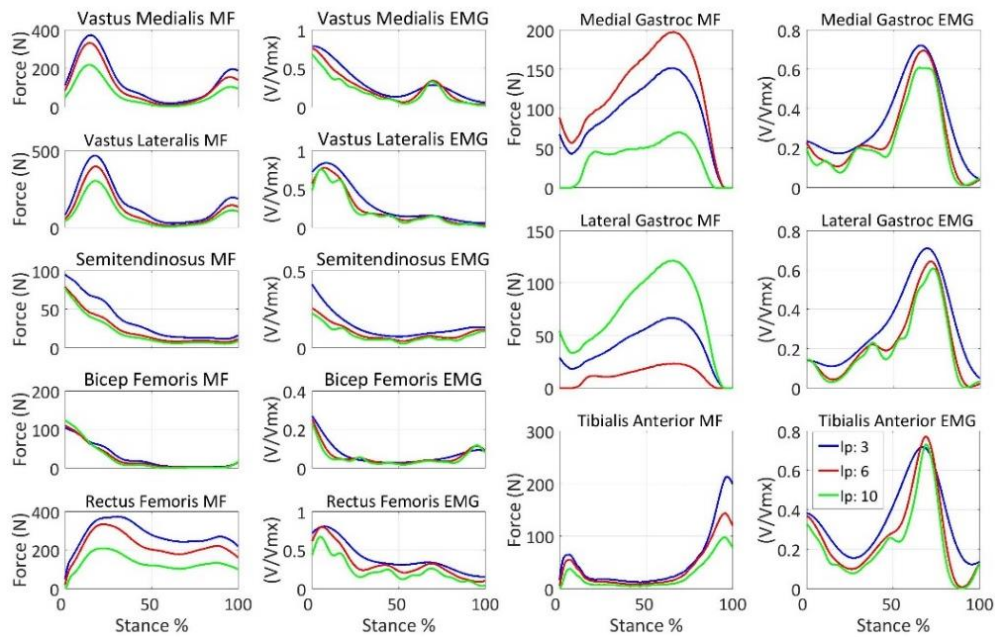 Vastus Medialis MF
Force (N)
400
200
0
Vastus Medialis EMG
(V/Vmx)
1
0.5
0
Medial Gastroc MF
Force (N)
200
150
100
50
0
Medial Gastroc EMG
(V/Vmx)
0.8
0.6
0.4
0.2
0
Vastus Lateralis MF
Force (N)
500
0
Vastus Lateralis EMG
(V/Vmx)
1
0.5
0
Semitendinosus MF
Force (N)
100
50
0
Semitendinosus EMG
(V/Vmx)
0.5
0
Lateral Gastroc MF
Force (N)
150
100
50
0
Lateral Gastroc EMG
(V/Vmx)
0.8
0.6
0.4
0.2
0
Bicep Femoris MF
Force (N)
200
100
0
Bicep Femoris EMG
(V/Vmx)
0.4
0.2
0
Rectus Femoris MF
Force (N)
400
200
0
0 50 100
Stance %
Rectus Femoris EMG
(V/Vmx)
1
0.5
0
0 50 100
Stance %
Tibialis Anterior MF
Force (N)
300
200
100
0
0 50 100
Stance %
Tibialis Anterior EMG
(V/Vmx)
0.8
0.6
0.4
0.2
0
lp: 3
lp: 6
lp: 10
0 50 100
Stance %